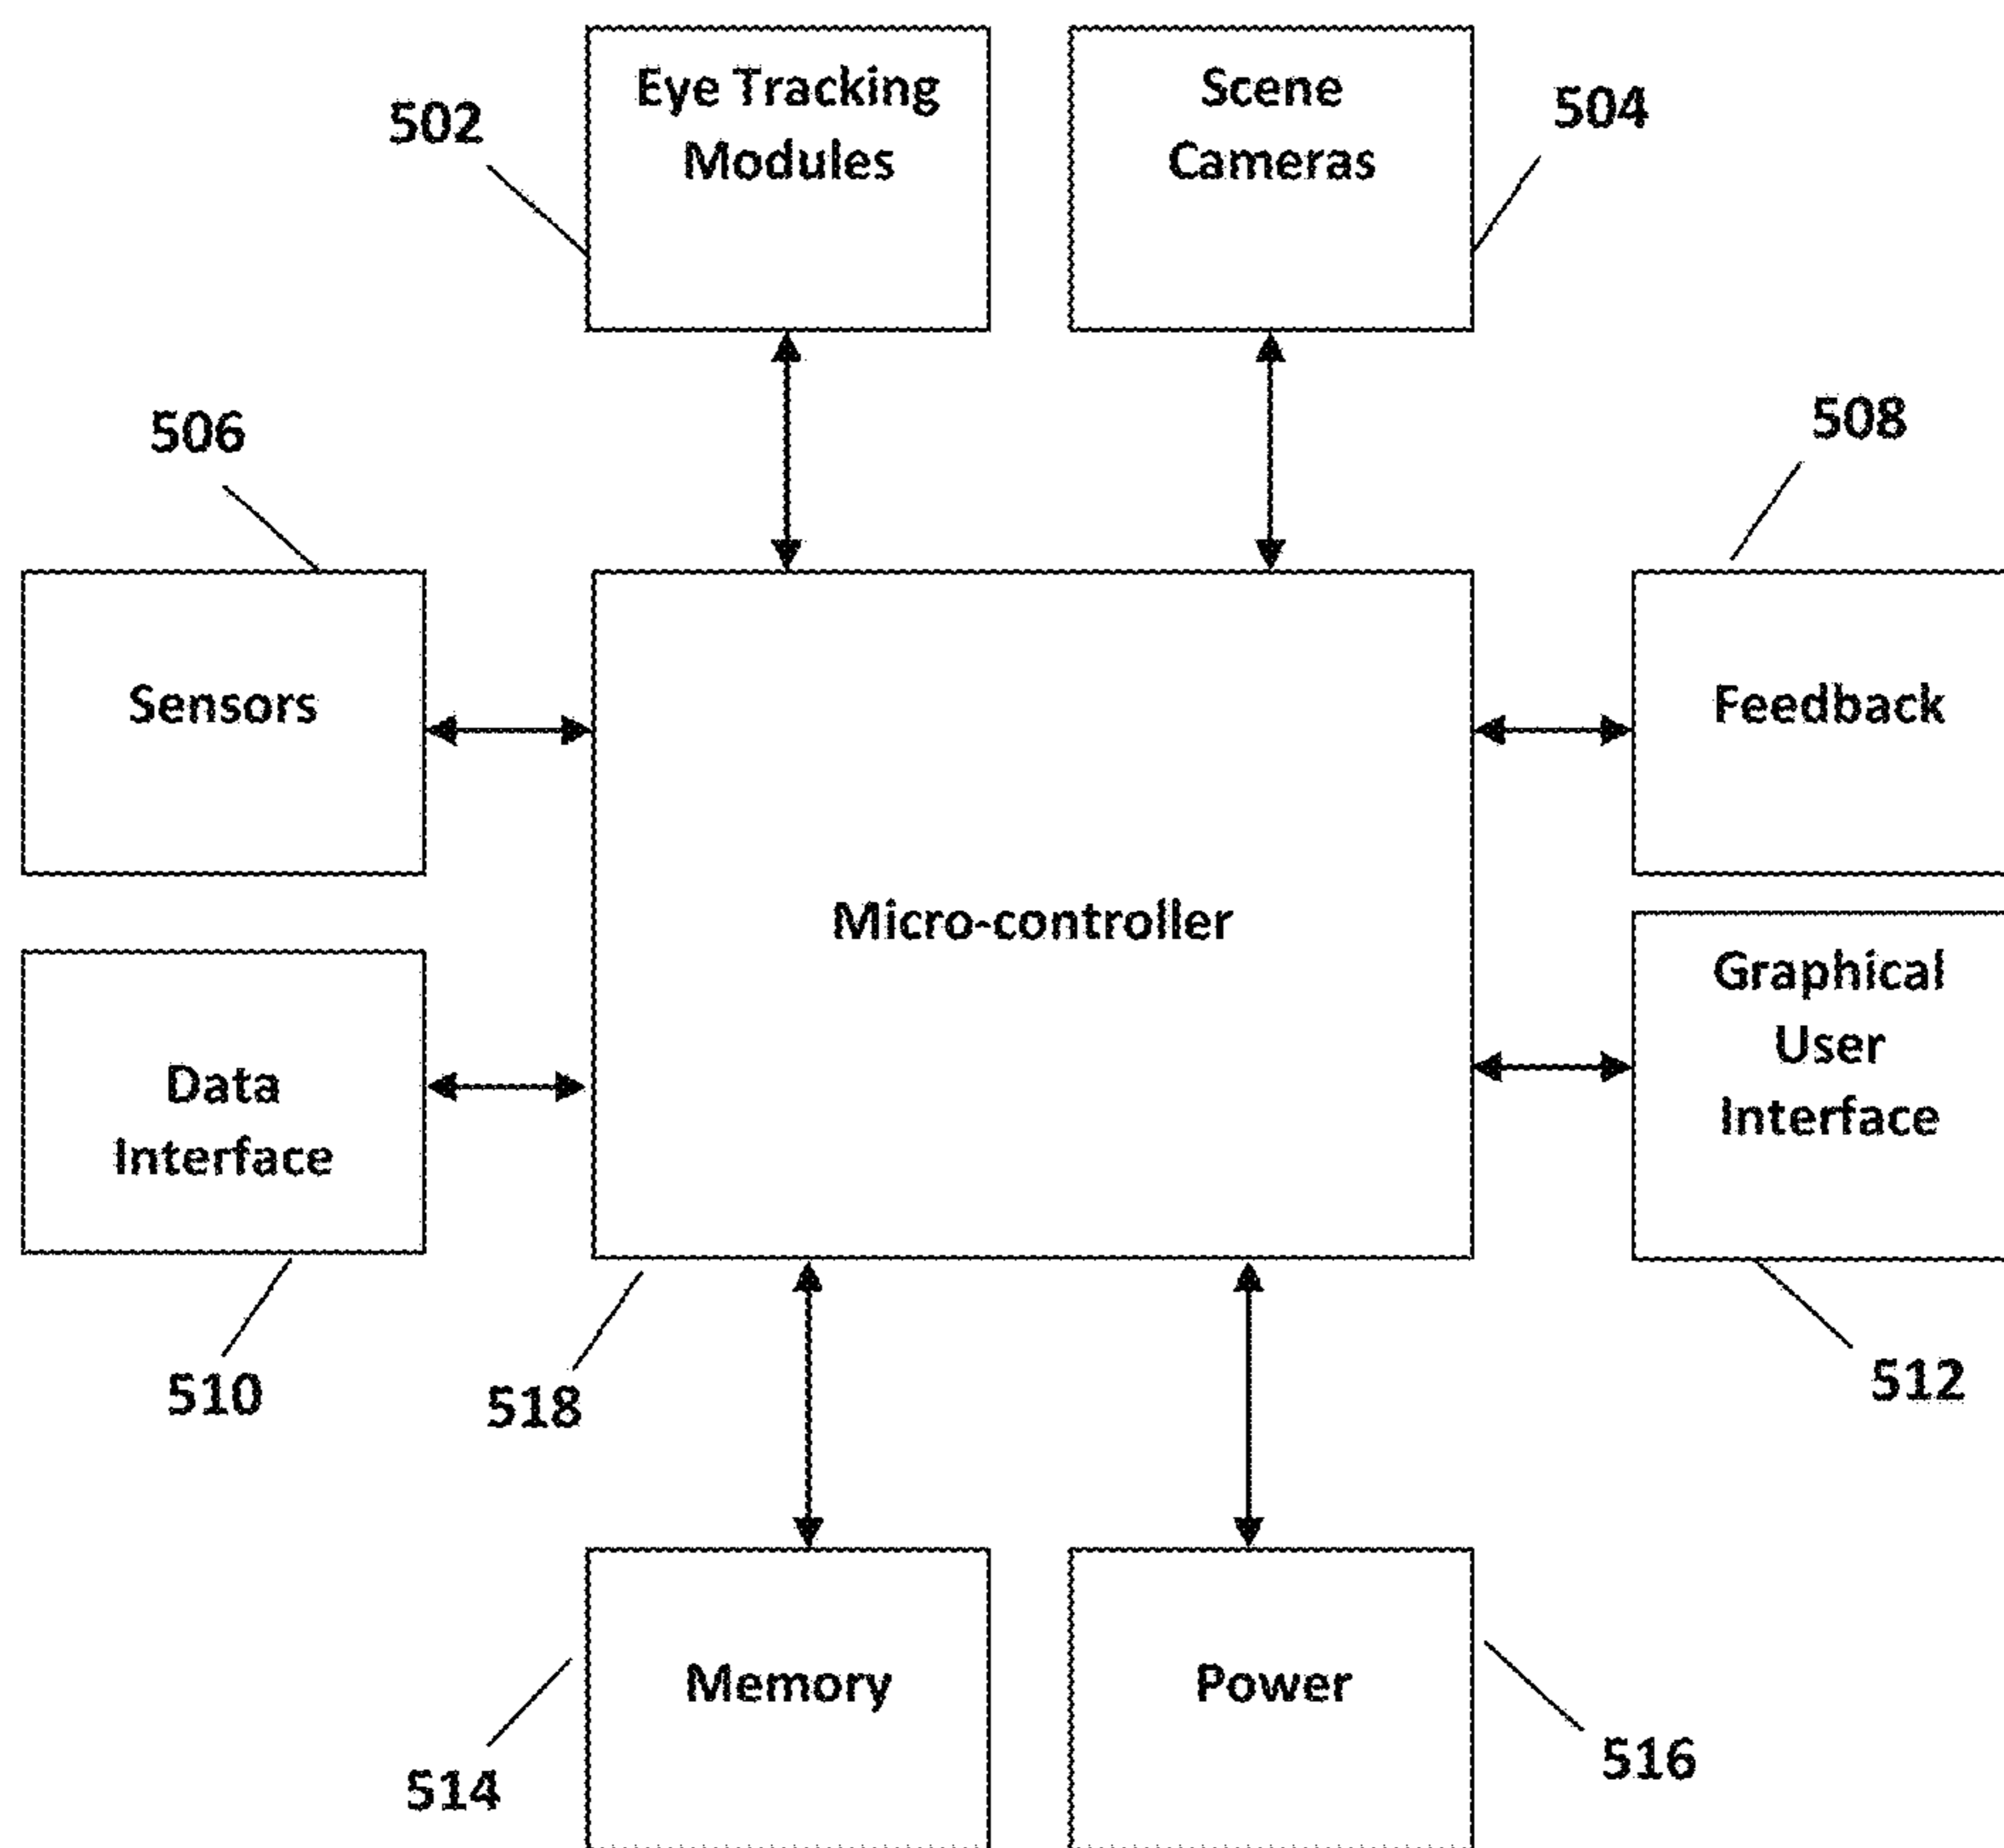 Eye Tracking
Modules
Scene
Cameras
502
504
506
508
Sensors
Feedback
Micro-controller
Data
Interface
Graphical
User
Interface
510
518
512
Memory
Power
514
516